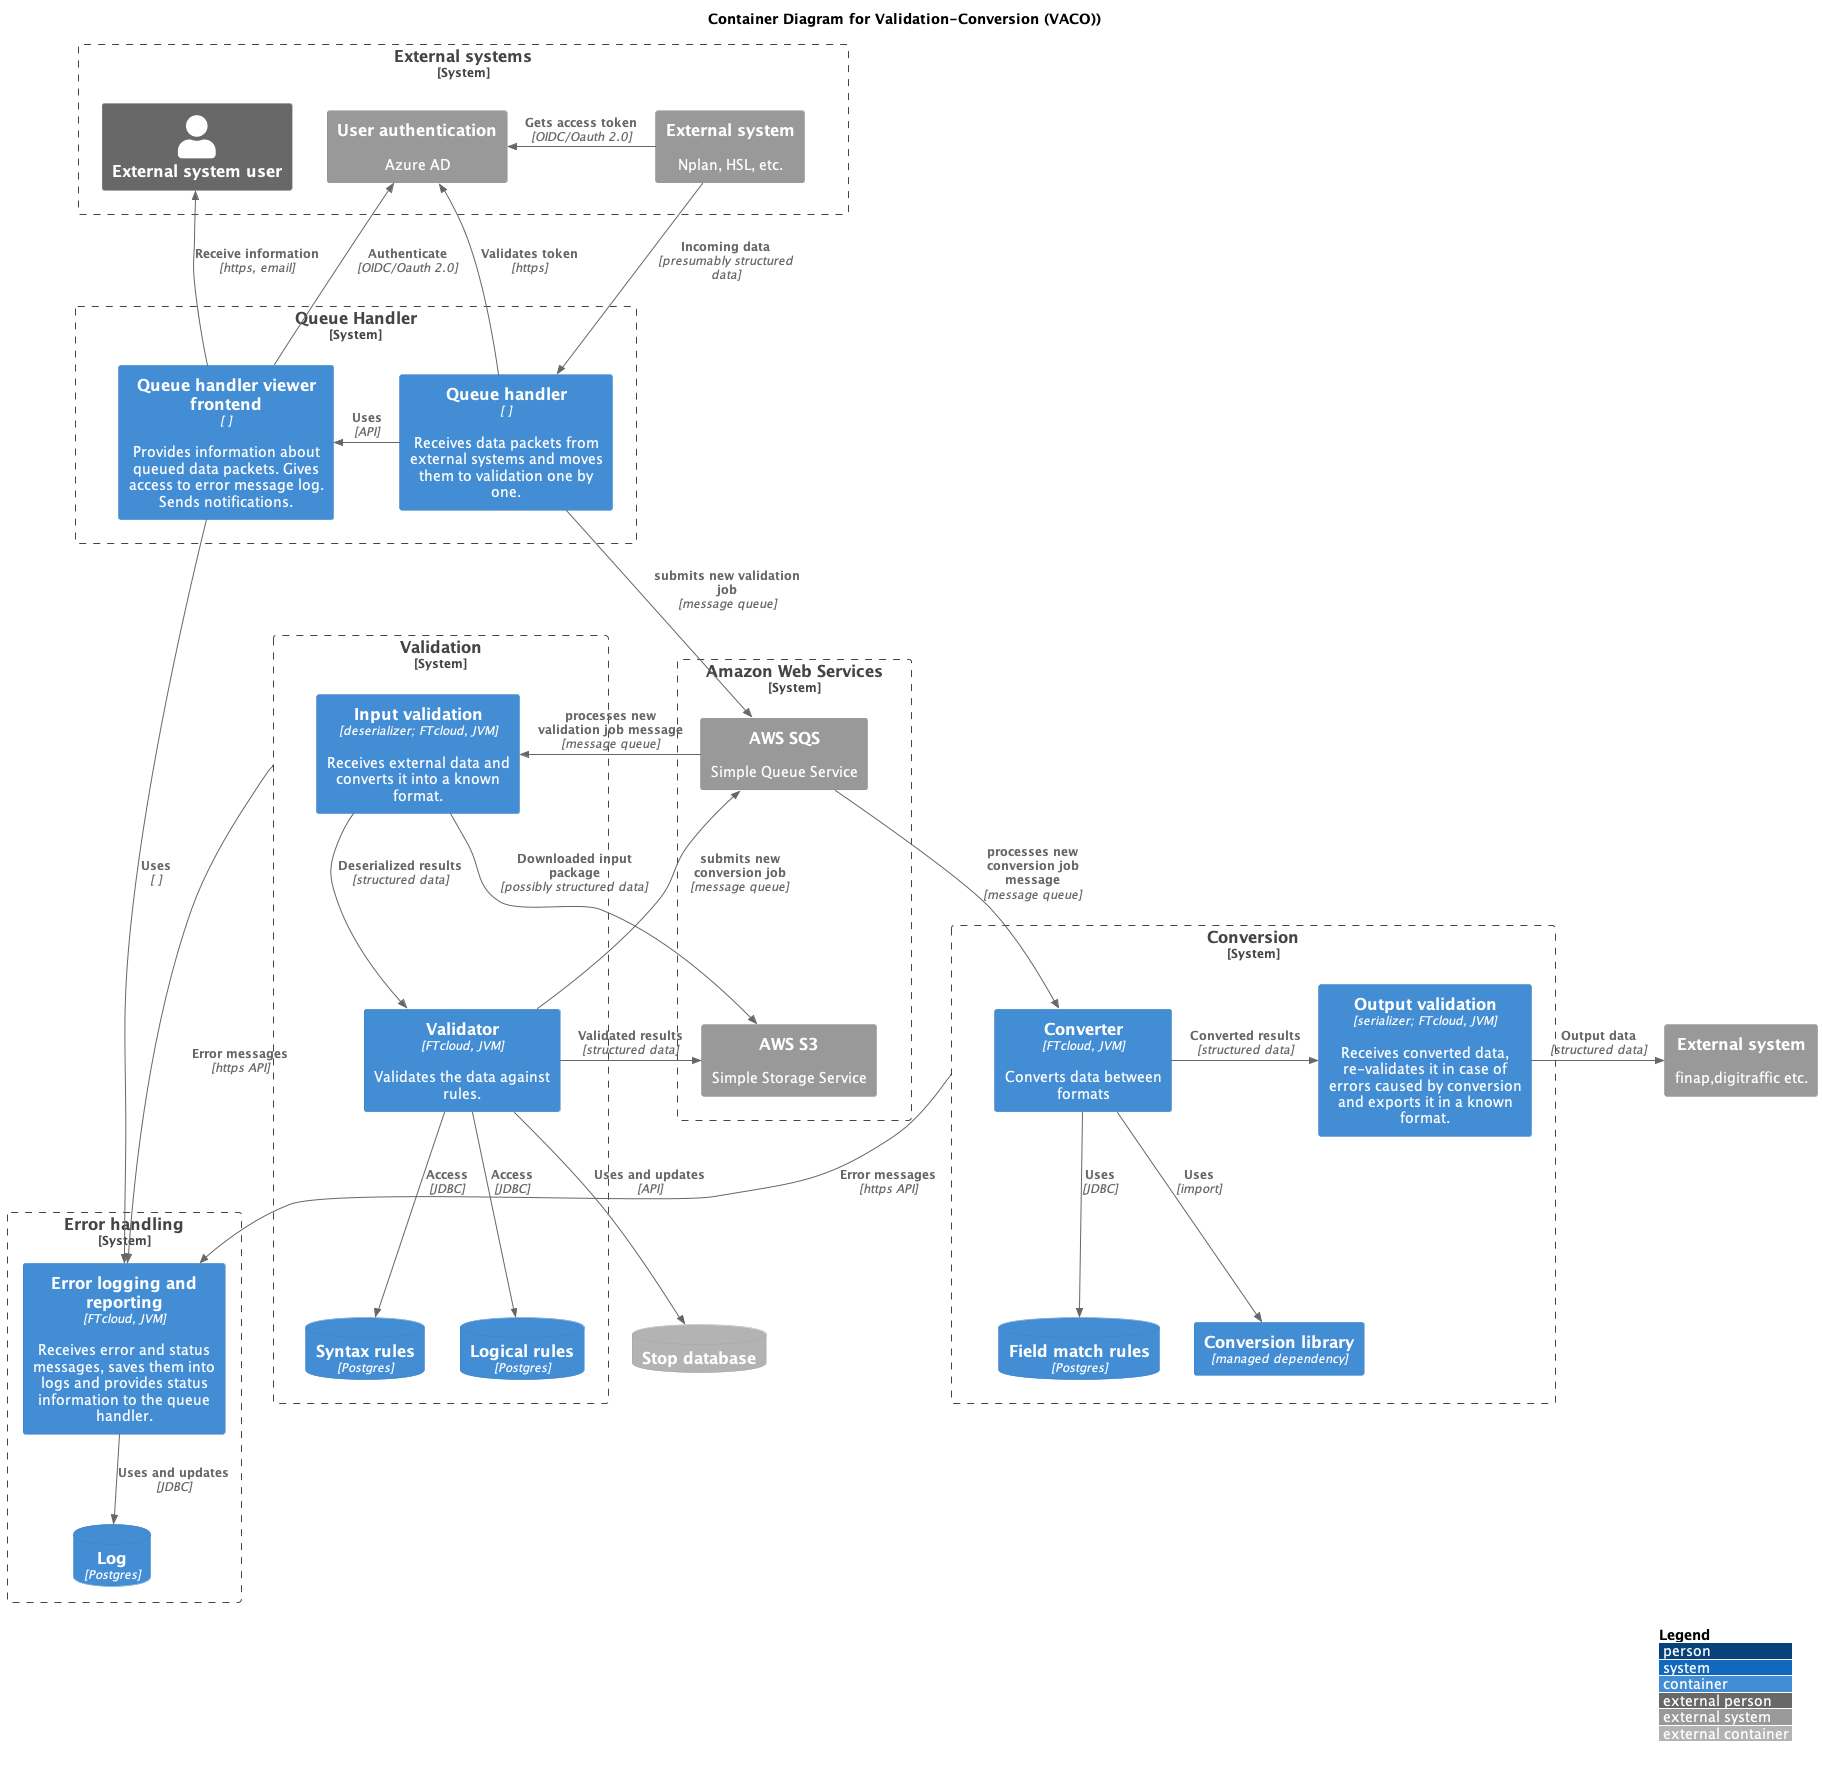 Container Diagram for Validation-Conversion (VACO))
External systems
[System]
External system user
User authentication
Azure AD
Gets access token
[OIDC/Oauth 2.0]
External system
Nplan, HSL, etc.
Receive information
[https, email]
Authenticate
[OIDC/Oauth 2.0]
Validates token
[https]
Incoming data
[presumably structured
data]
Queue Handler
[System]
Queue handler viewer
frontend
[ ]
Provides information about
queued data packets. Gives
access to error message log.
Sends notifications.
Uses
[API]
Queue handler
[ ]
Receives data packets from
external systems and moves
them to validation one by
one.
submits new validation
job
[message queue]
Validation
[System]
Input validation
[deserializer; FTcloud, JVM]
Receives external data and
converts it into a known
format.
processes new
validation job message
[message queue]
Amazon Web Services
[System]
AWS SQS
Simple Queue Service
Uses
[ ]
Deserialized results
[structured data]
Downloaded input
package
[possibly structured data]
submits new
conversion job
[message queue]
processes new
conversion job
message
[message queue]
Error messages
[https API]
Validator
[FTcloud, JVM]
Validates the data against
rules.
Validated results
[structured data]
AWS S3
Simple Storage Service
Conversion
[System]
Converter
[FTcloud, JVM]
Converts data between
formats
Converted results
[structured data]
Output validation
[serializer; FTcloud, JVM]
Receives converted data,
re-validates it in case of
errors caused by conversion
and exports it in a known
format.
Output data
[structured data]
External system
finap,digitraffic etc.
Access
[JDBC]
Access
[JDBC]
Uses and updates
[API]
Error messages
[https API]
Uses
[JDBC]
Uses
[import]
Error handling
[System]
Error logging and
reporting
[FTcloud, JVM]
Receives error and status
messages, saves them into
logs and provides status
information to the queue
handler.
Syntax rules
[Postgres]
Logical rules
[Postgres]
Stop database
Field match rules
[Postgres]
Conversion library
[managed dependency]
Uses and updates
[JDBC]
Log
[Postgres]
Legend
person
system
container
external person
external system
external container